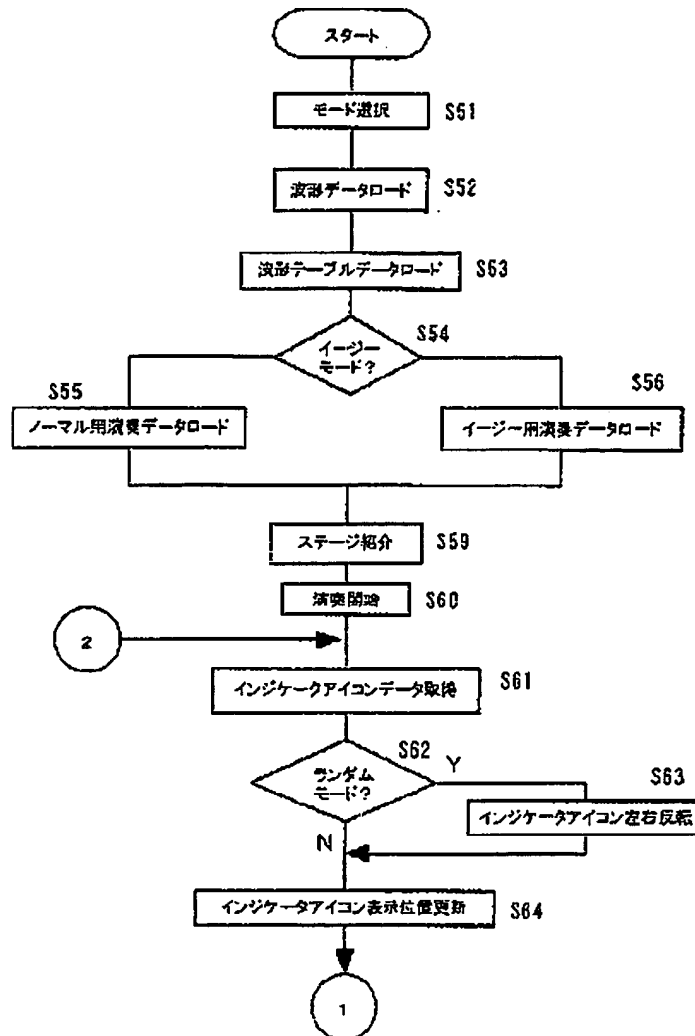 スタート
モード選択
S51
波形データロード
S52
波形テーブルデータロード
S53
S54
イージー
モード?
S55
ノーマル用演奏データロード
S56
イージー用演奏データロード
ステージ紹介
S59
演奏開始
S60
2
インジケータアイコンデータ取得
S61
S62
ランダム
モード?
Y
N
S63
インジケータアイコン左右反転
インジケータアイコン表示位置更新
S64
1